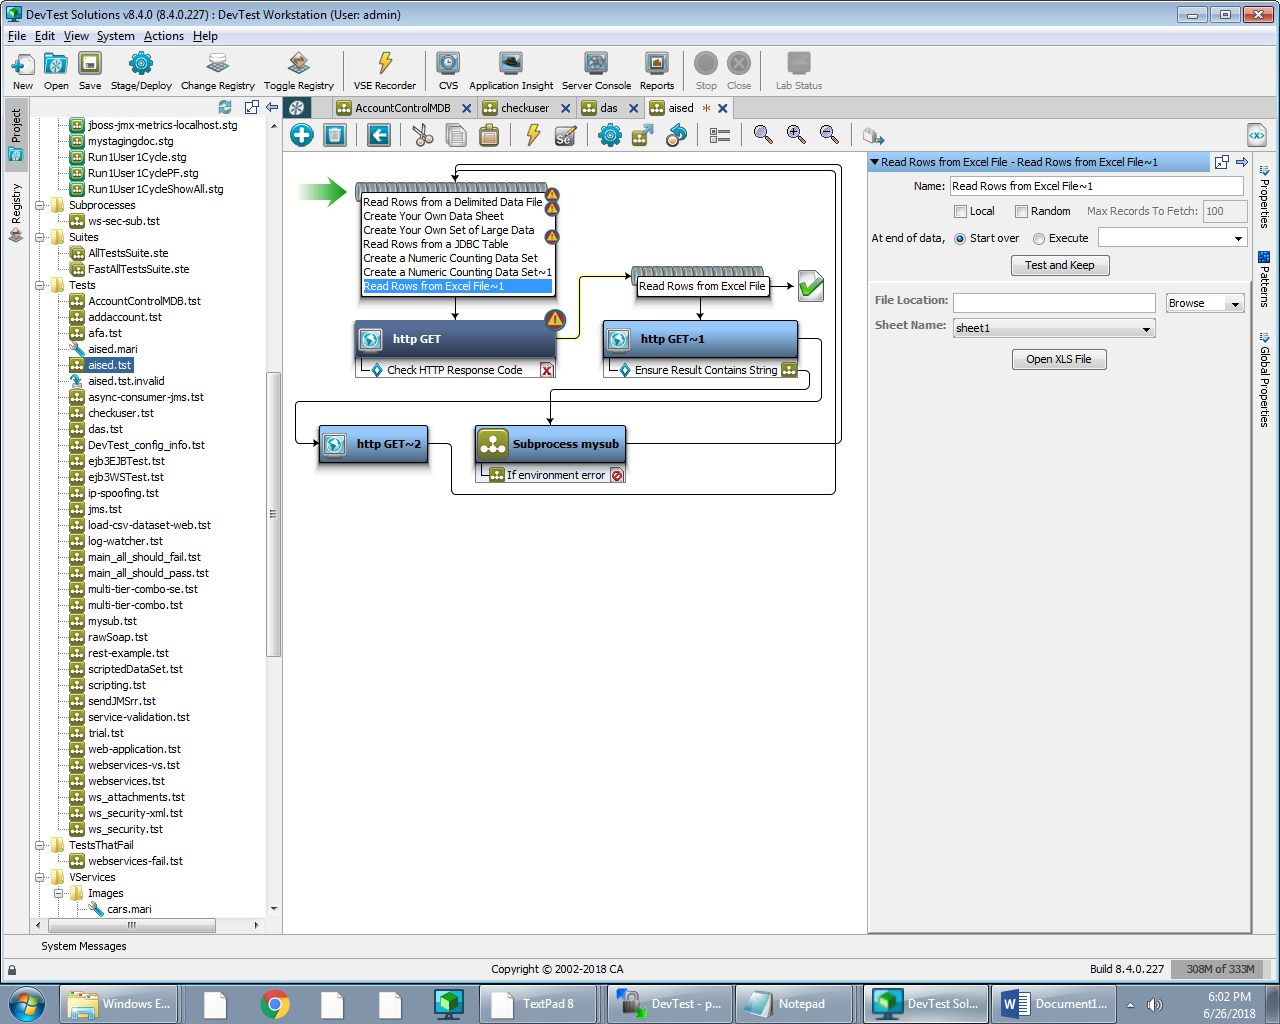 DevTest Solutions v8.4.0 (8.4.0.227) : DevTest Workstation (User: admin)
File Edit View System Actions Help
New Open Save Stage/Deploy Change Registry Toggle Registry VSE Recorder CVS Application Insight Server Console Reports Stop Close Lab Status
AccountControlMDB checkuser das aised
Project
Registry
jboss-jmx-metrics-localhost.stg
mystagingdoc.stg
Run1User1Cycle.stg
Run1User1CyclePF.stg
Run1User1CycleShowAll.stg
Subprocesses
ws-sec-sub.tst
Suites
AllTestsSuite.ste
FastAllTestsSuite.ste
Tests
AccountControlMDB.tst
addaccount.tst
afa.tst
aised.mari
aised.tst
aised.tst.invalid
async-consumer-jms.tst
checkuser.tst
das.tst
DevTest_config_info.tst
ejb3EJBTest.tst
ejb3WSTest.tst
ip-spoofing.tst
jms.tst
load-csv-dataset-web.tst
log-watcher.tst
main_all_should_fail.tst
main_all_should_pass.tst
multi-tier-combo-se.tst
multi-tier-combo.tst
mysub.tst
rawSoap.tst
rest-example.tst
scriptedDataSet.tst
scripting.tst
sendJMSrr.tst
service-validation.tst
trial.tst
web-application.tst
webservices-vs.tst
webservices.tst
ws_attachments.tst
ws_security-xml.tst
ws_security.tst
TestsThatFail
webservices-fail.tst
VServices
Images
cars.mari
Read Rows from a Delimited Data File
Create Your Own Data Sheet
Create Your Own Set of Large Data
Read Rows from a JDBC Table
Create a Numeric Counting Data Set
Create a Numeric Counting Data Set~1
Read Rows from Excel File~1
http GET
Check HTTP Response Code
Read Rows from Excel File
http GET~1
Ensure Result Contains String
http GET~2
Subprocess mysub
If environment error
Read Rows from Excel File - Read Rows from Excel File~1
Name: Read Rows from Excel File~1
Local Random Max Records To Fetch: 100
At end of data, Start over Execute
Test and Keep
File Location: Browse
Sheet Name: sheet1
Open XLS File
Properties
Patterns
Global Properties
System Messages
Copyright © 2002-2018 CA
Build 8.4.0.227 308M of 333M
Windows E... TextPad 8 DevTest - p... Notepad DevTest Sol... Document1...
6:02 PM
6/26/2018